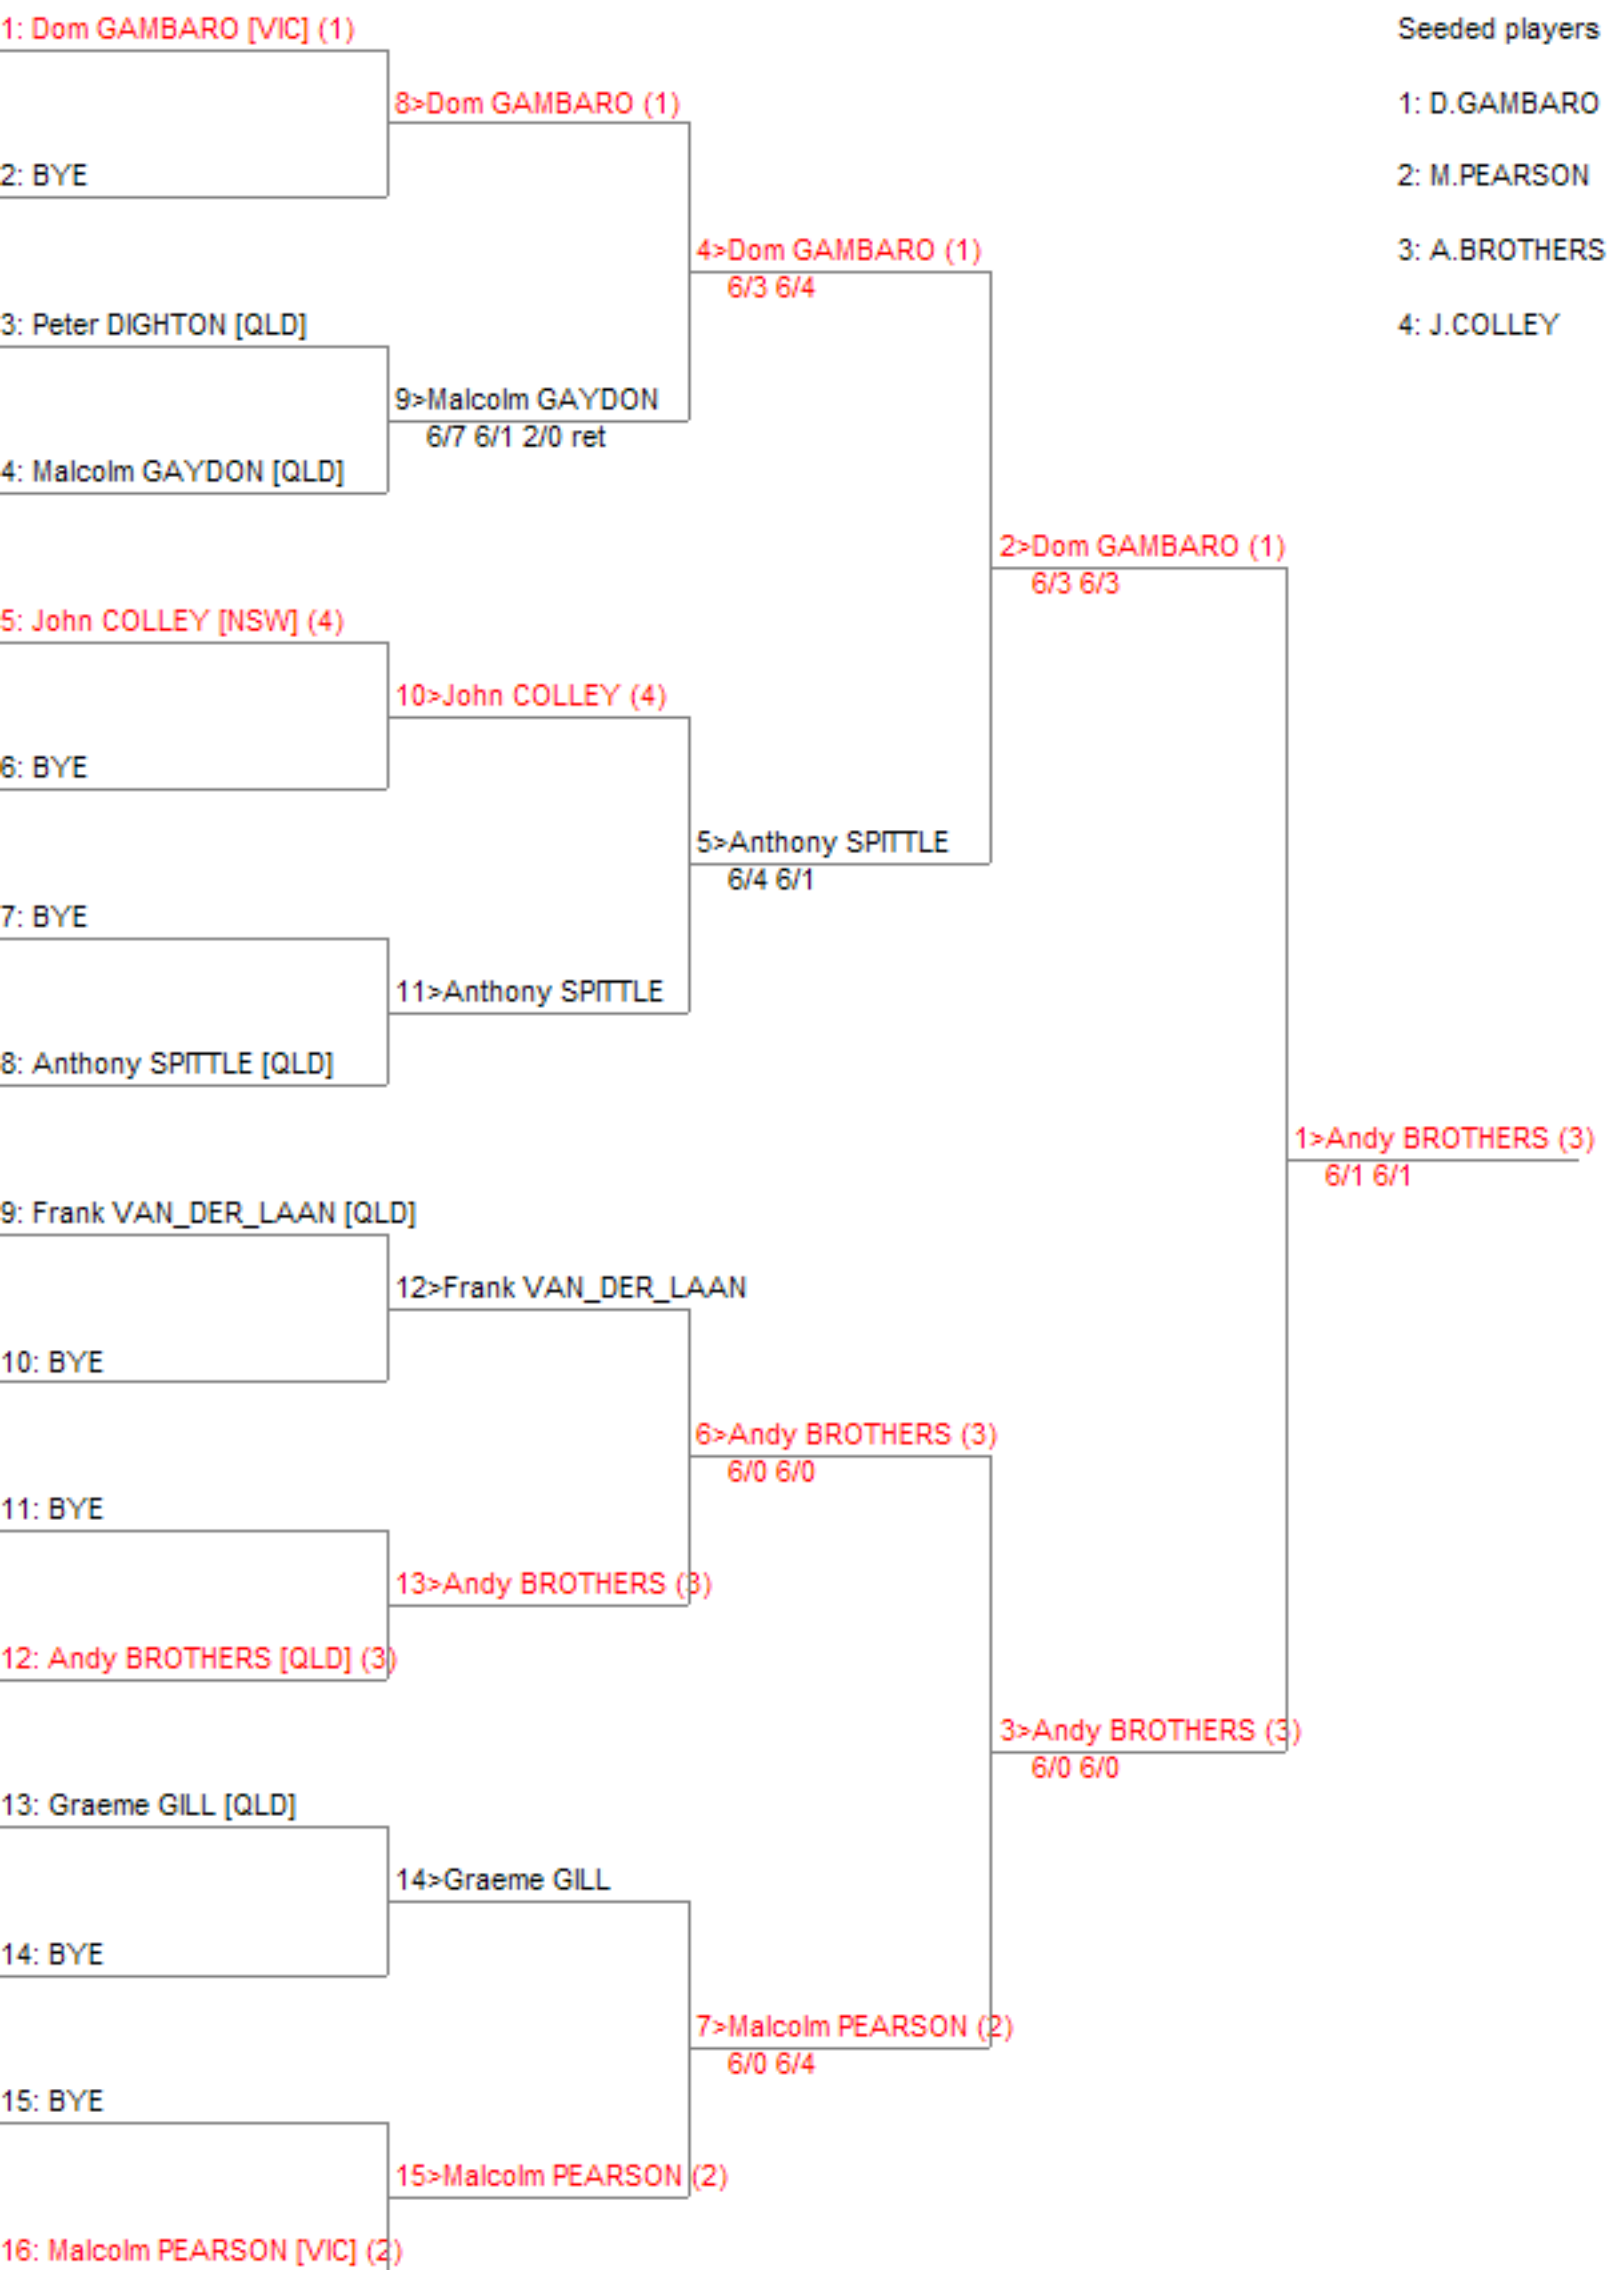 1: Dom GAMBARO [VIC] (1)
Seeded players
8>Dom GAMBARO (1)
1: D.GAMBARO
2: BYE
2: M.PEARSON
4>Dom GAMBARO (1)
6/3 6/4
3: A.BROTHERS
3: Peter DIGHTON [QLD]
4: J.COLLEY
9>Malcolm GAYDON
6/7 6/1 2/0 ret
4: Malcolm GAYDON [QLD]
2>Dom GAMBARO (1)
6/3 6/3
5: John COLLEY [NSW] (4)
10>John COLLEY (4)
6: BYE
5>Anthony SPITTLE
6/4 6/1
7: BYE
11>Anthony SPITTLE
8: Anthony SPITTLE [QLD]
1>Andy BROTHERS (3)
6/1 6/1
9: Frank VAN_DER_LAAN [QLD]
12>Frank VAN_DER_LAAN
10: BYE
6>Andy BROTHERS (3)
6/0 6/0
11: BYE
13>Andy BROTHERS (3)
12: Andy BROTHERS [QLD] (3)
3>Andy BROTHERS (3)
6/0 6/0
13: Graeme GILL [QLD]
14>Graeme GILL
14: BYE
7>Malcolm PEARSON (2)
6/0 6/4
15: BYE
15>Malcolm PEARSON (2)
16: Malcolm PEARSON [VIC] (2)